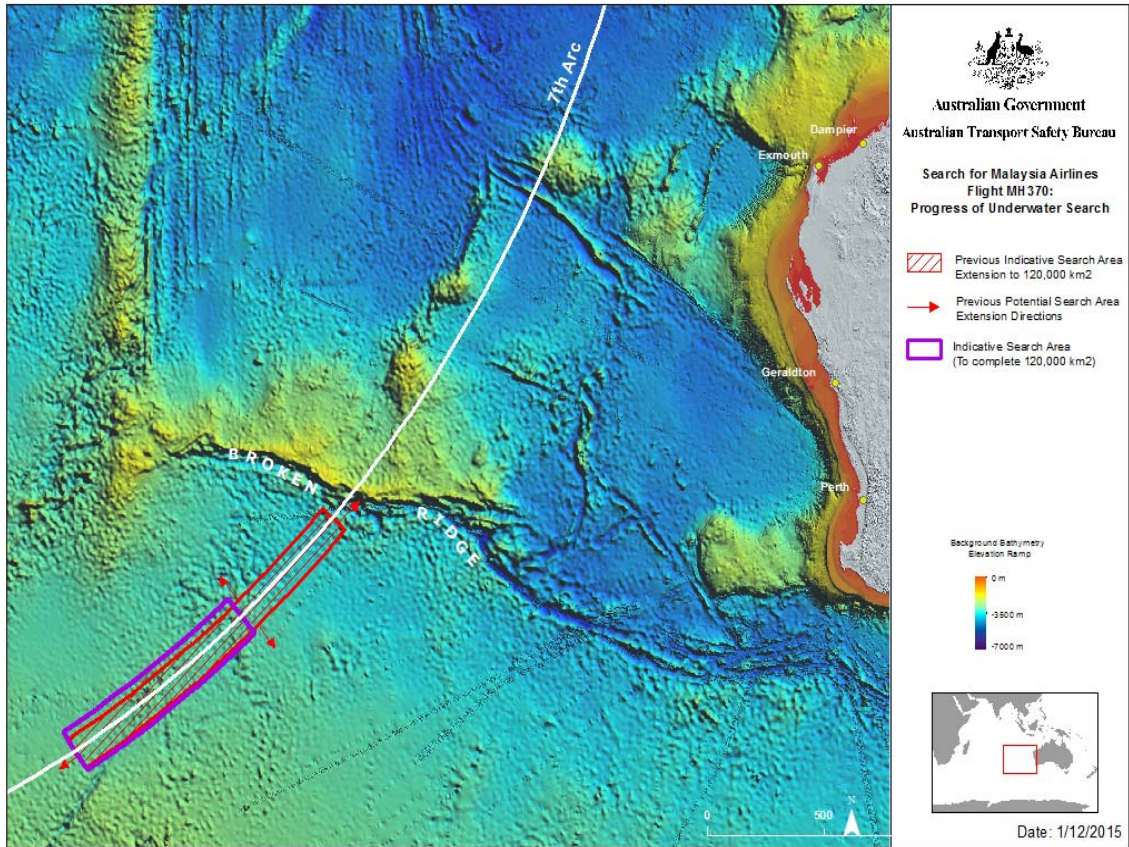 7th Arc
Dampier
Exmouth
Geraldton
BROKEN RIDGE
Perth
0
500
N
Australian Government
Australian Transport Safety Bureau
Search for Malaysia Airlines
Flight MH370:
Progress of Underwater Search
Previous Indicative Search Area
Extension to 120,000 km2
Previous Potential Search Area
Extension Directions
Indicative Search Area
(To complete 120,000 km2)
Background Bathymetry
Elevation Ramp
0 m
-3500 m
-7000 m
Date: 1/12/2015